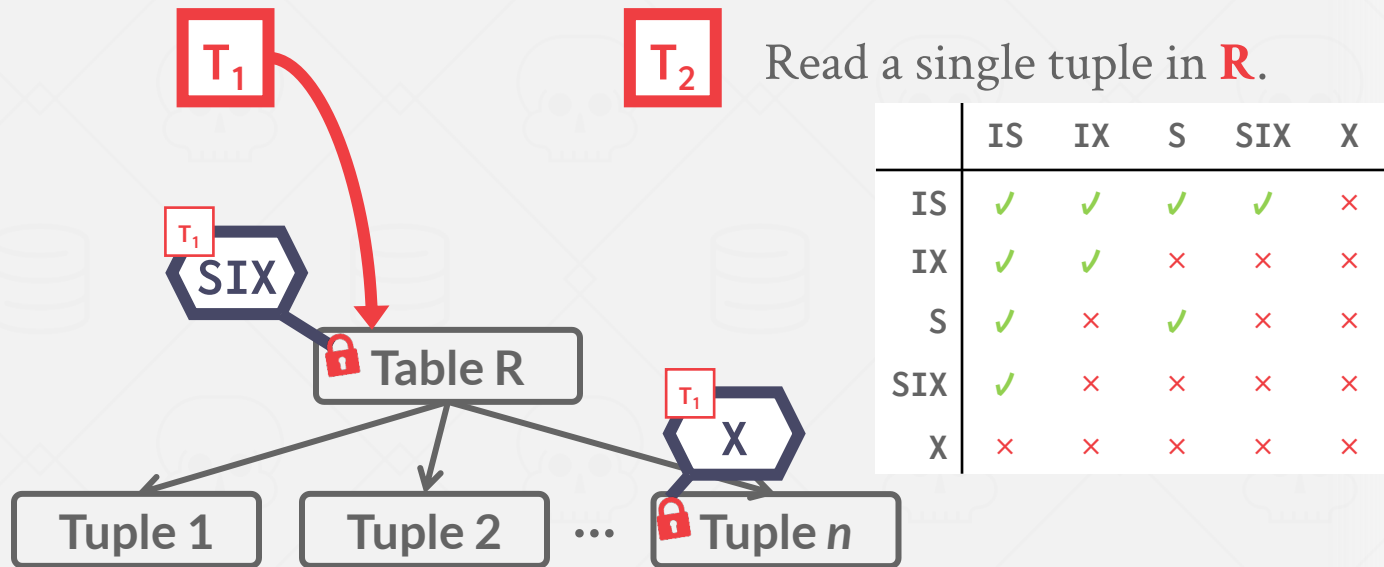 T₁
T₂ Read a single tuple in R.
IS IX S SIX X
IS ✓ ✓ ✓ ✓ ×
IX ✓ ✓ × × ×
S ✓ × ✓ × ×
SIX ✓ × × × ×
X × × × × ×
T₁
SIX
Table R
T₁
X
Tuple 1 Tuple 2 ... Tuple n